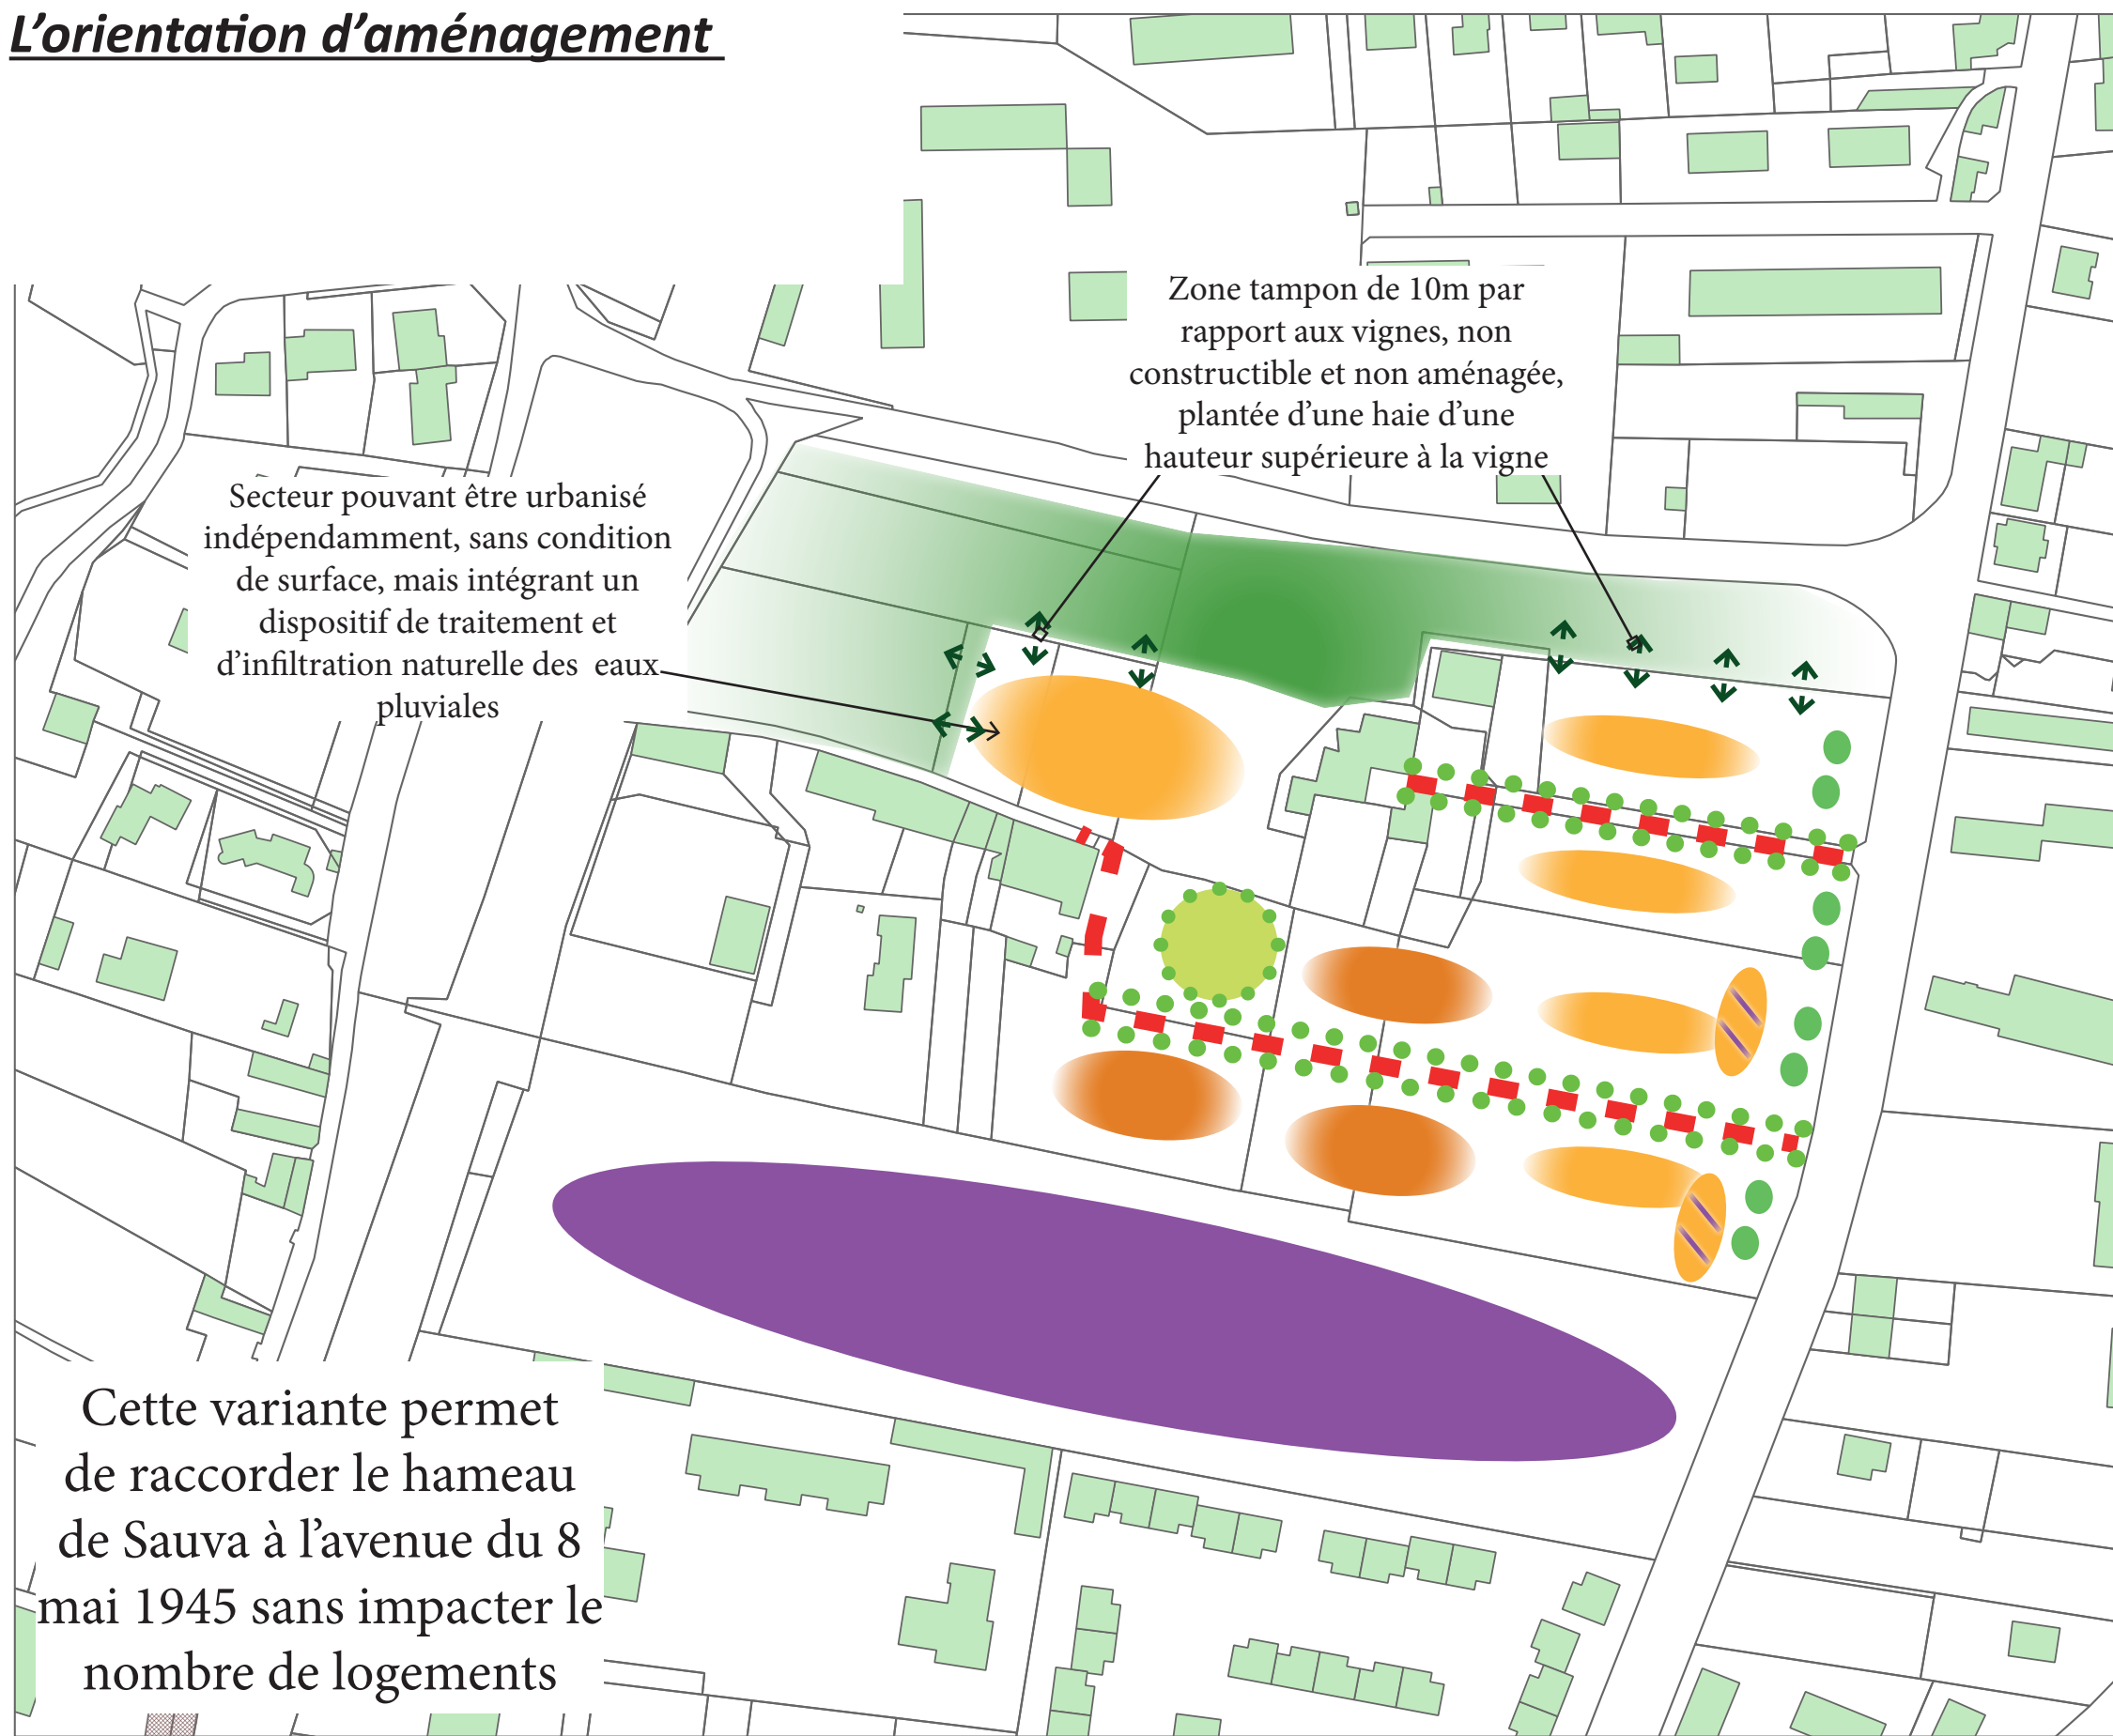 L’orientation d’aménagement
Zone tampon de 10m par
rapport aux vignes, non
constructible et non aménagée,
plantée d’une haie d’une
hauteur supérieure à la vigne
Secteur pouvant être urbanisé
indépendamment, sans condition
de surface, mais intégrant un
dispositif de traitement et
d’infiltration naturelle des eaux
pluviales
Cette variante permet
de raccorder le hameau
de Sauva à l’avenue du 8
mai 1945 sans impacter le
nombre de logements